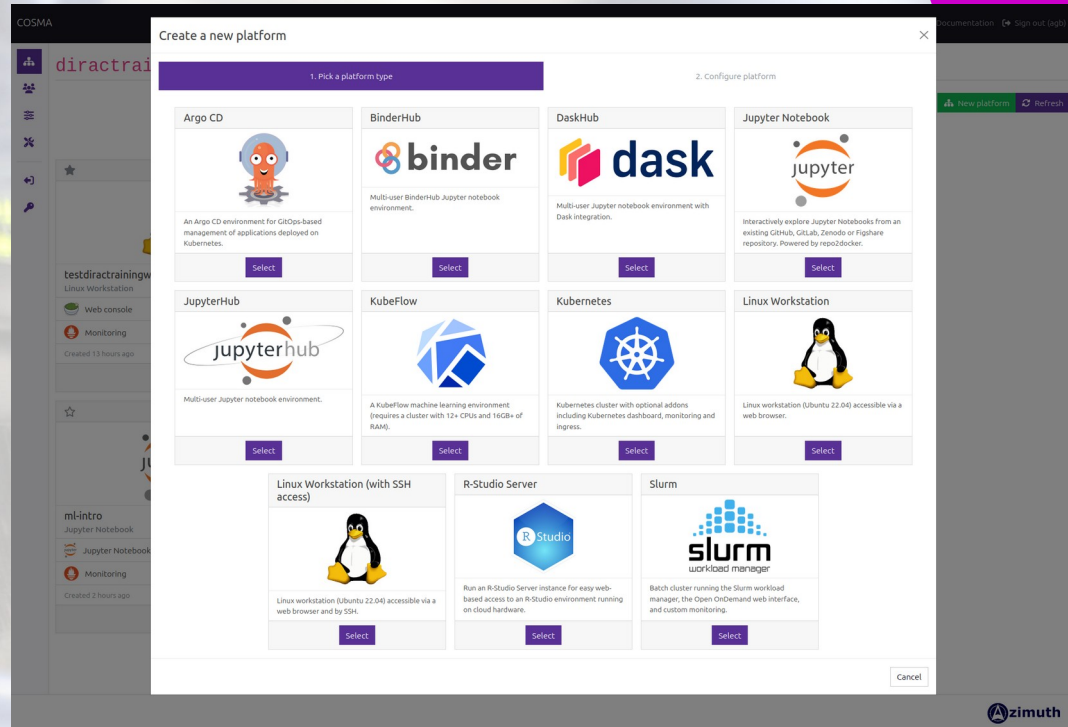 COSMA
Documentation
Sign out (agb)
Create a new platform
1. Pick a platform type
2. Configure platform
diractrai
New platform
Refresh
Argo CD
An Argo CD environment for GitOps-based
management of applications deployed on
Kubernetes.
Select
BinderHub
binder
Multi-user BinderHub Jupyter notebook
environment.
Select
DaskHub
dask
Multi-user Jupyter notebook environment with
Dask integration.
Select
Jupyter Notebook
jupyter
Interactively explore Jupyter Notebooks from an
existing GitHub, GitLab, Zenodo or Figshare
repository. Powered by repo2docker.
Select
testdiractrainingw
Linux Workstation
Web console
Monitoring
Created 13 hours ago
JupyterHub
jupyterhub
Multi-user Jupyter notebook environment.
Select
KubeFlow
A KubeFlow machine learning environment
(requires a cluster with 12+ CPUs and 16GB+ of
RAM).
Select
Kubernetes
Kubernetes cluster with optional addons
including Kubernetes dashboard, monitoring and
ingress.
Select
Linux Workstation
Linux workstation (Ubuntu 22.04) accessible via a
web browser.
Select
ml-intro
Jupyter Notebook
Jupyter Notebook
Monitoring
Created 2 hours ago
Linux Workstation (with SSH
access)
Linux workstation (Ubuntu 22.04) accessible via a
web browser and by SSH.
Select
R-Studio Server
R Studio
Run an R-Studio Server instance for easy web-
based access to an R-Studio environment running
on cloud hardware.
Select
Slurm
slurm
workload manager
Batch cluster running the Slurm workload
manager, the Open OnDemand web interface,
and custom monitoring.
Select
Cancel
Azimuth